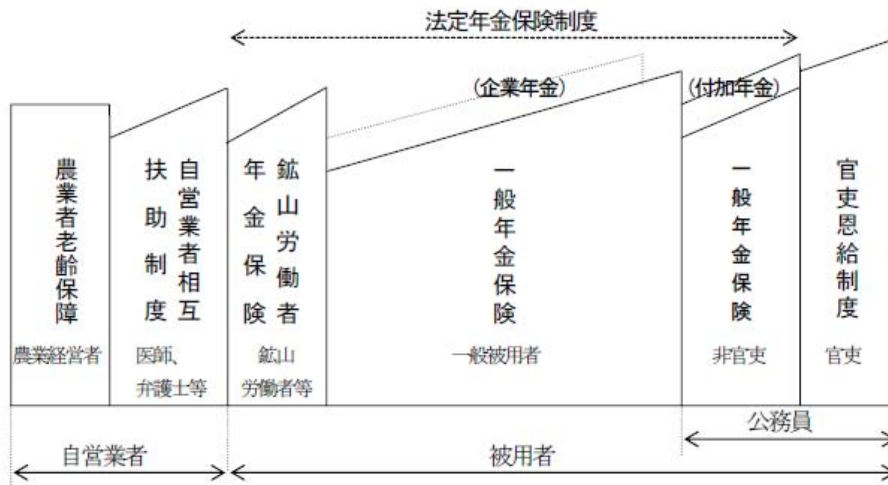 法定年金保険制度
(企業年金)
(付加年金)
農業者老齢保障
自営業者相互
扶助制度
鉱山労働者
年金保険
一般年金保険
一般年金保険
官吏恩給制度
農業経営者
医師、
弁護士等
鉱山
労働者等
一般被用者
非官吏
官吏
公務員
自営業者
被用者